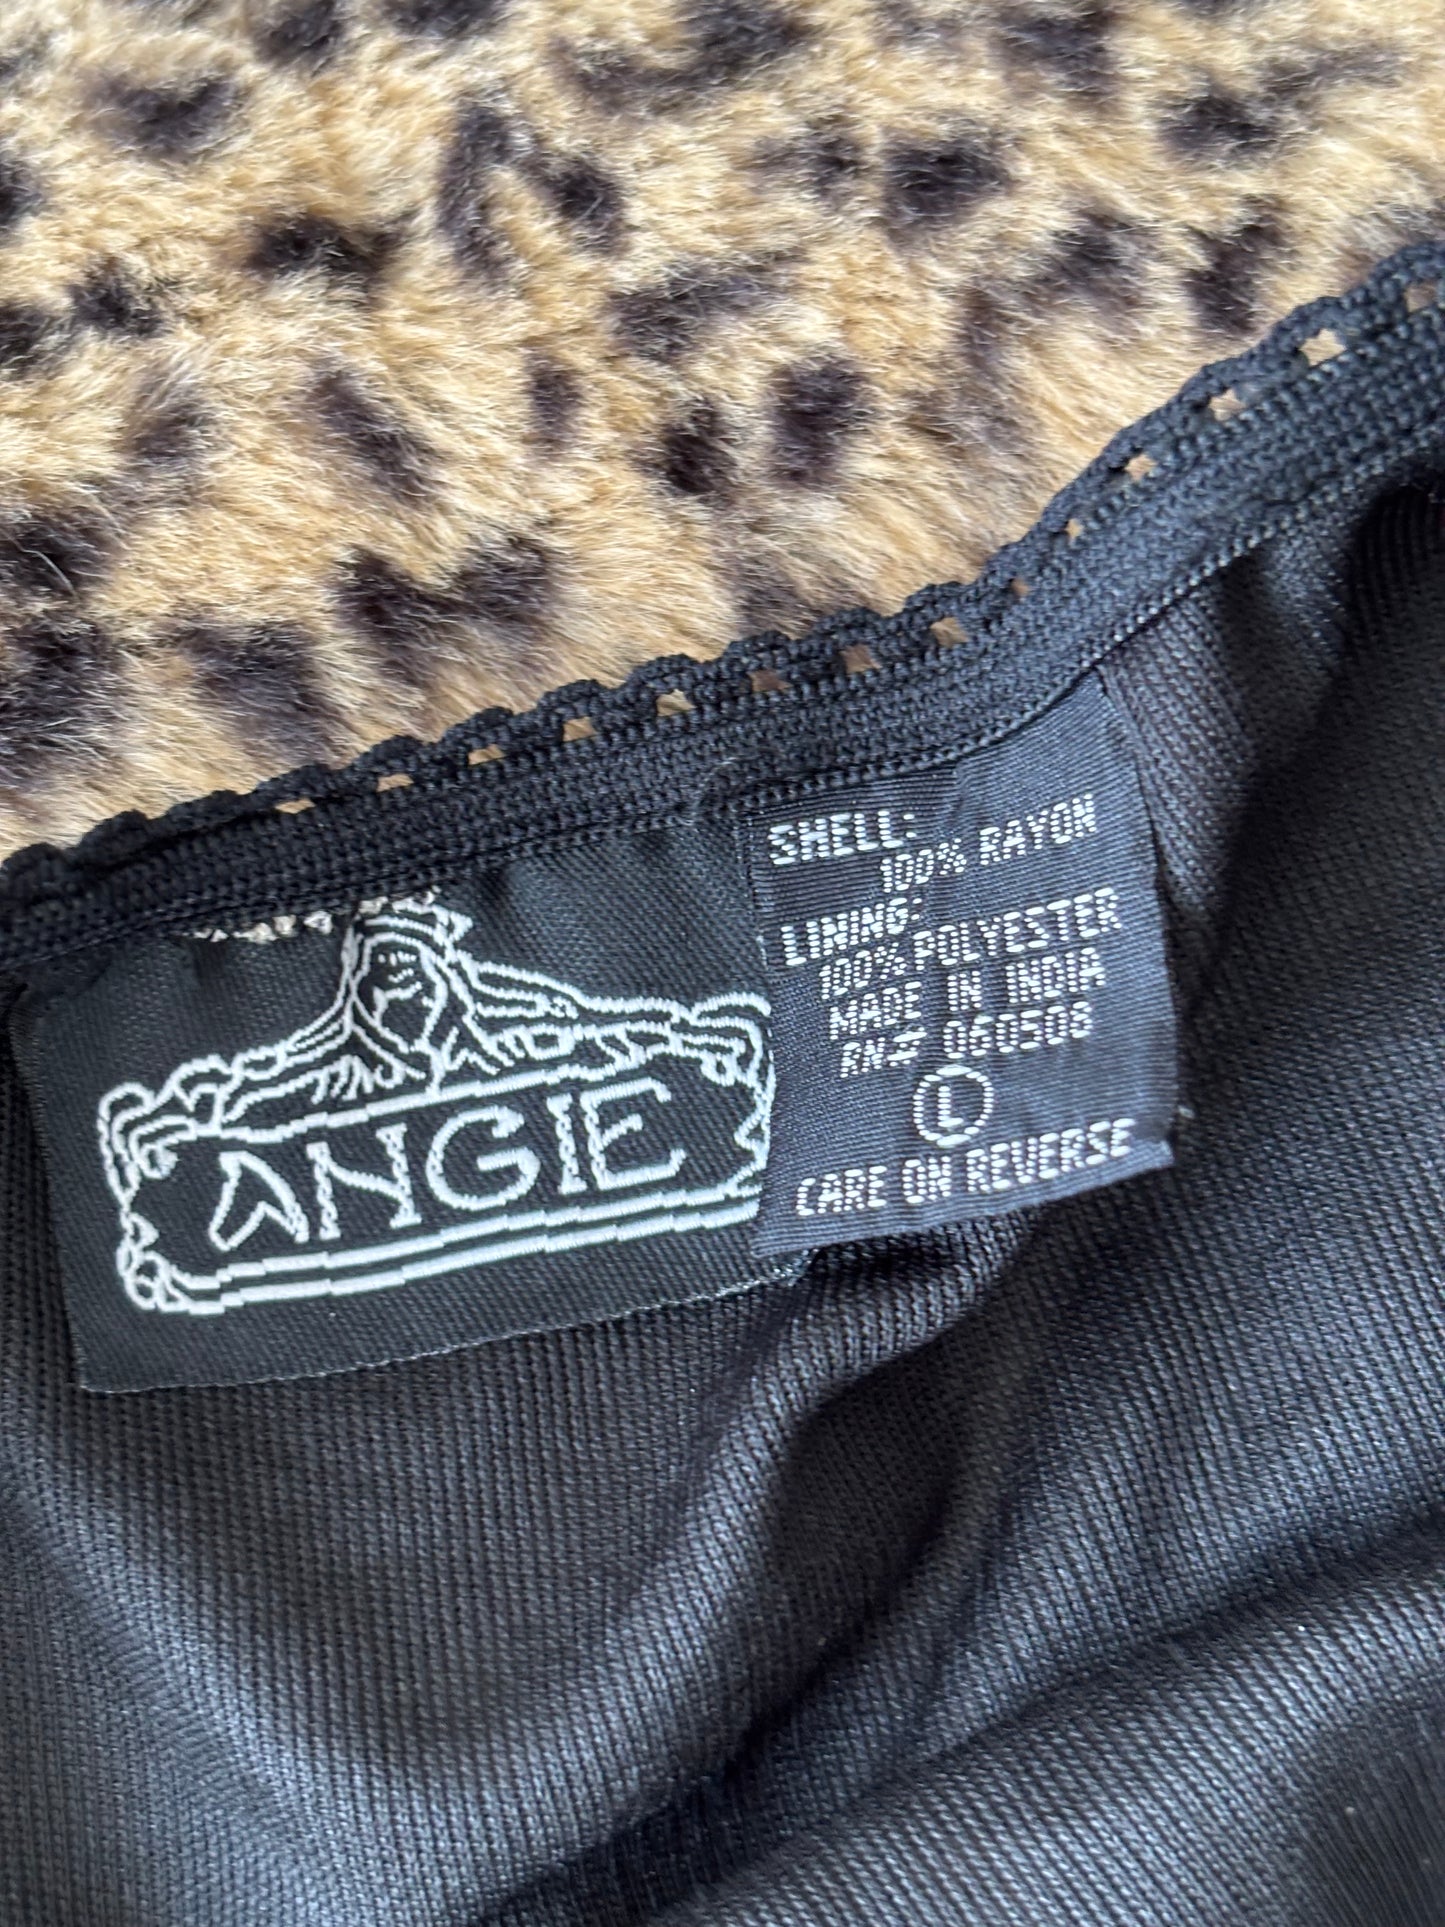 ANGIE
SHELL:
100% RAYON
LINING:
100% POLYESTER
MADE IN INDIA
RN# 060508
L
CARE ON REVERSE